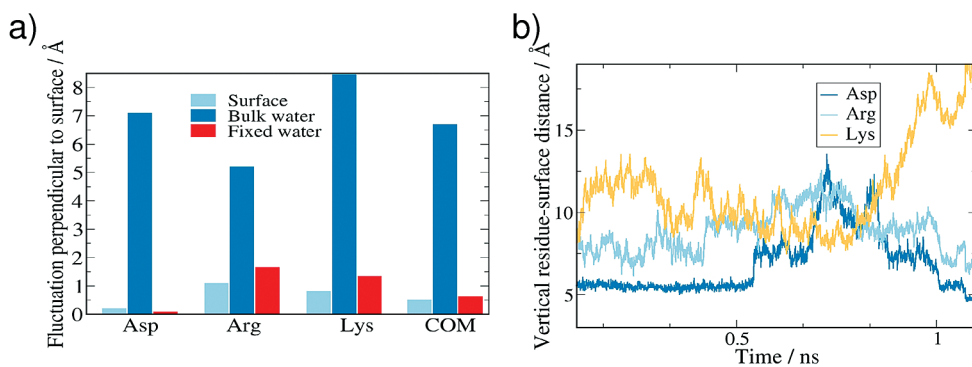 a)
Fluctuation perpendicular to surface / Å
8
7
6
5
4
3
2
1
0
Surface
Bulk water
Fixed water
Asp
Arg
Lys
COM
b)
Vertical residue-surface distance / Å
15
10
5
Asp
Arg
Lys
0.5
1
Time / ns